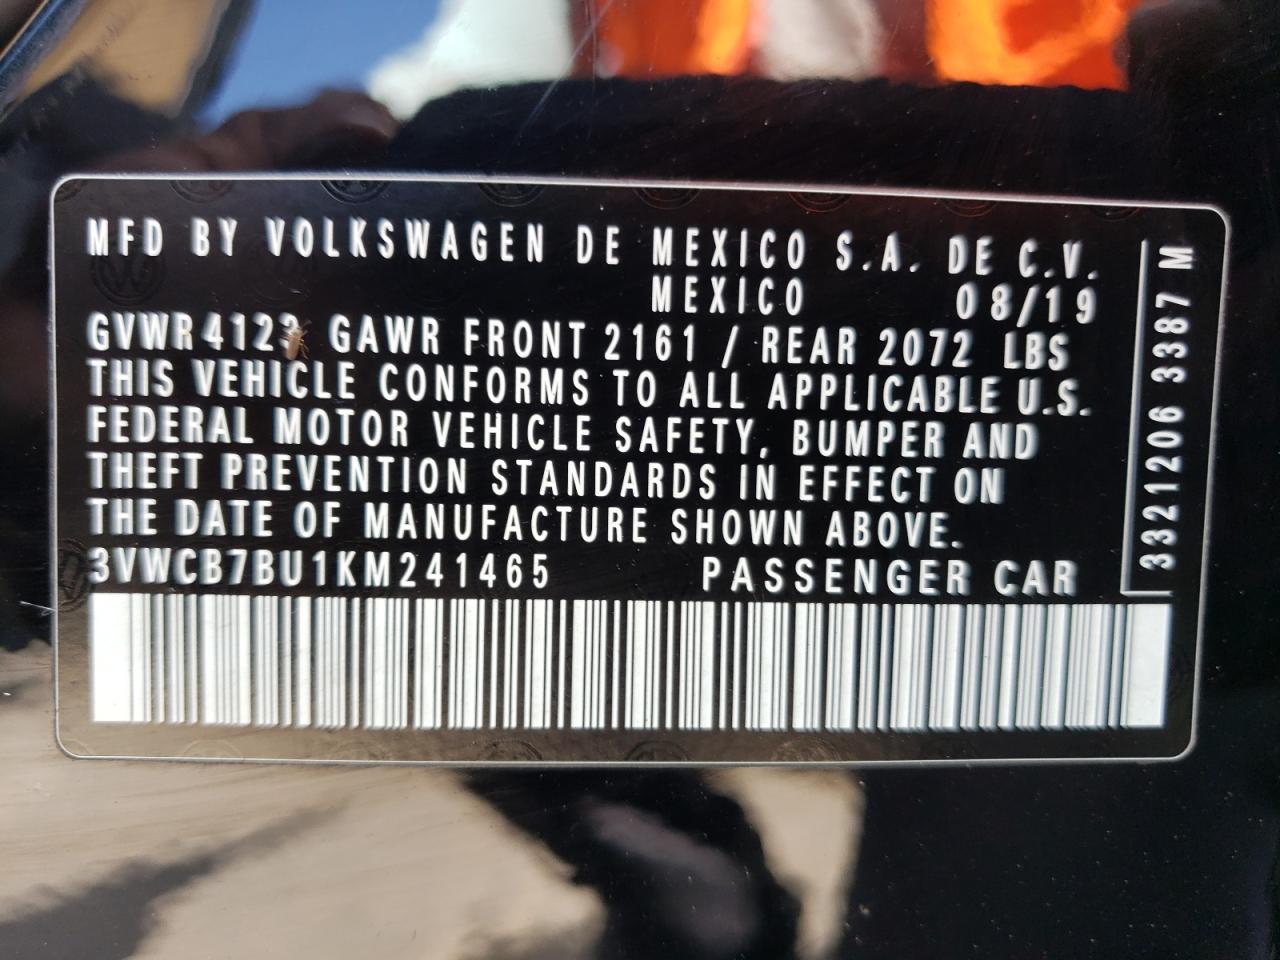 MFD BY VOLKSWAGEN DE MEXICO S.A. DE C.V.
MEXICO 08/19
GVWR 4123 GAWR FRONT 2161 / REAR 2072 LBS
THIS VEHICLE CONFORMS TO ALL APPLICABLE U.S.
FEDERAL MOTOR VEHICLE SAFETY, BUMPER AND
THEFT PREVENTION STANDARDS IN EFFECT ON
THE DATE OF MANUFACTURE SHOWN ABOVE.
3VWCB7BU1KM241465 PASSENGER CAR
3321206 3387 M